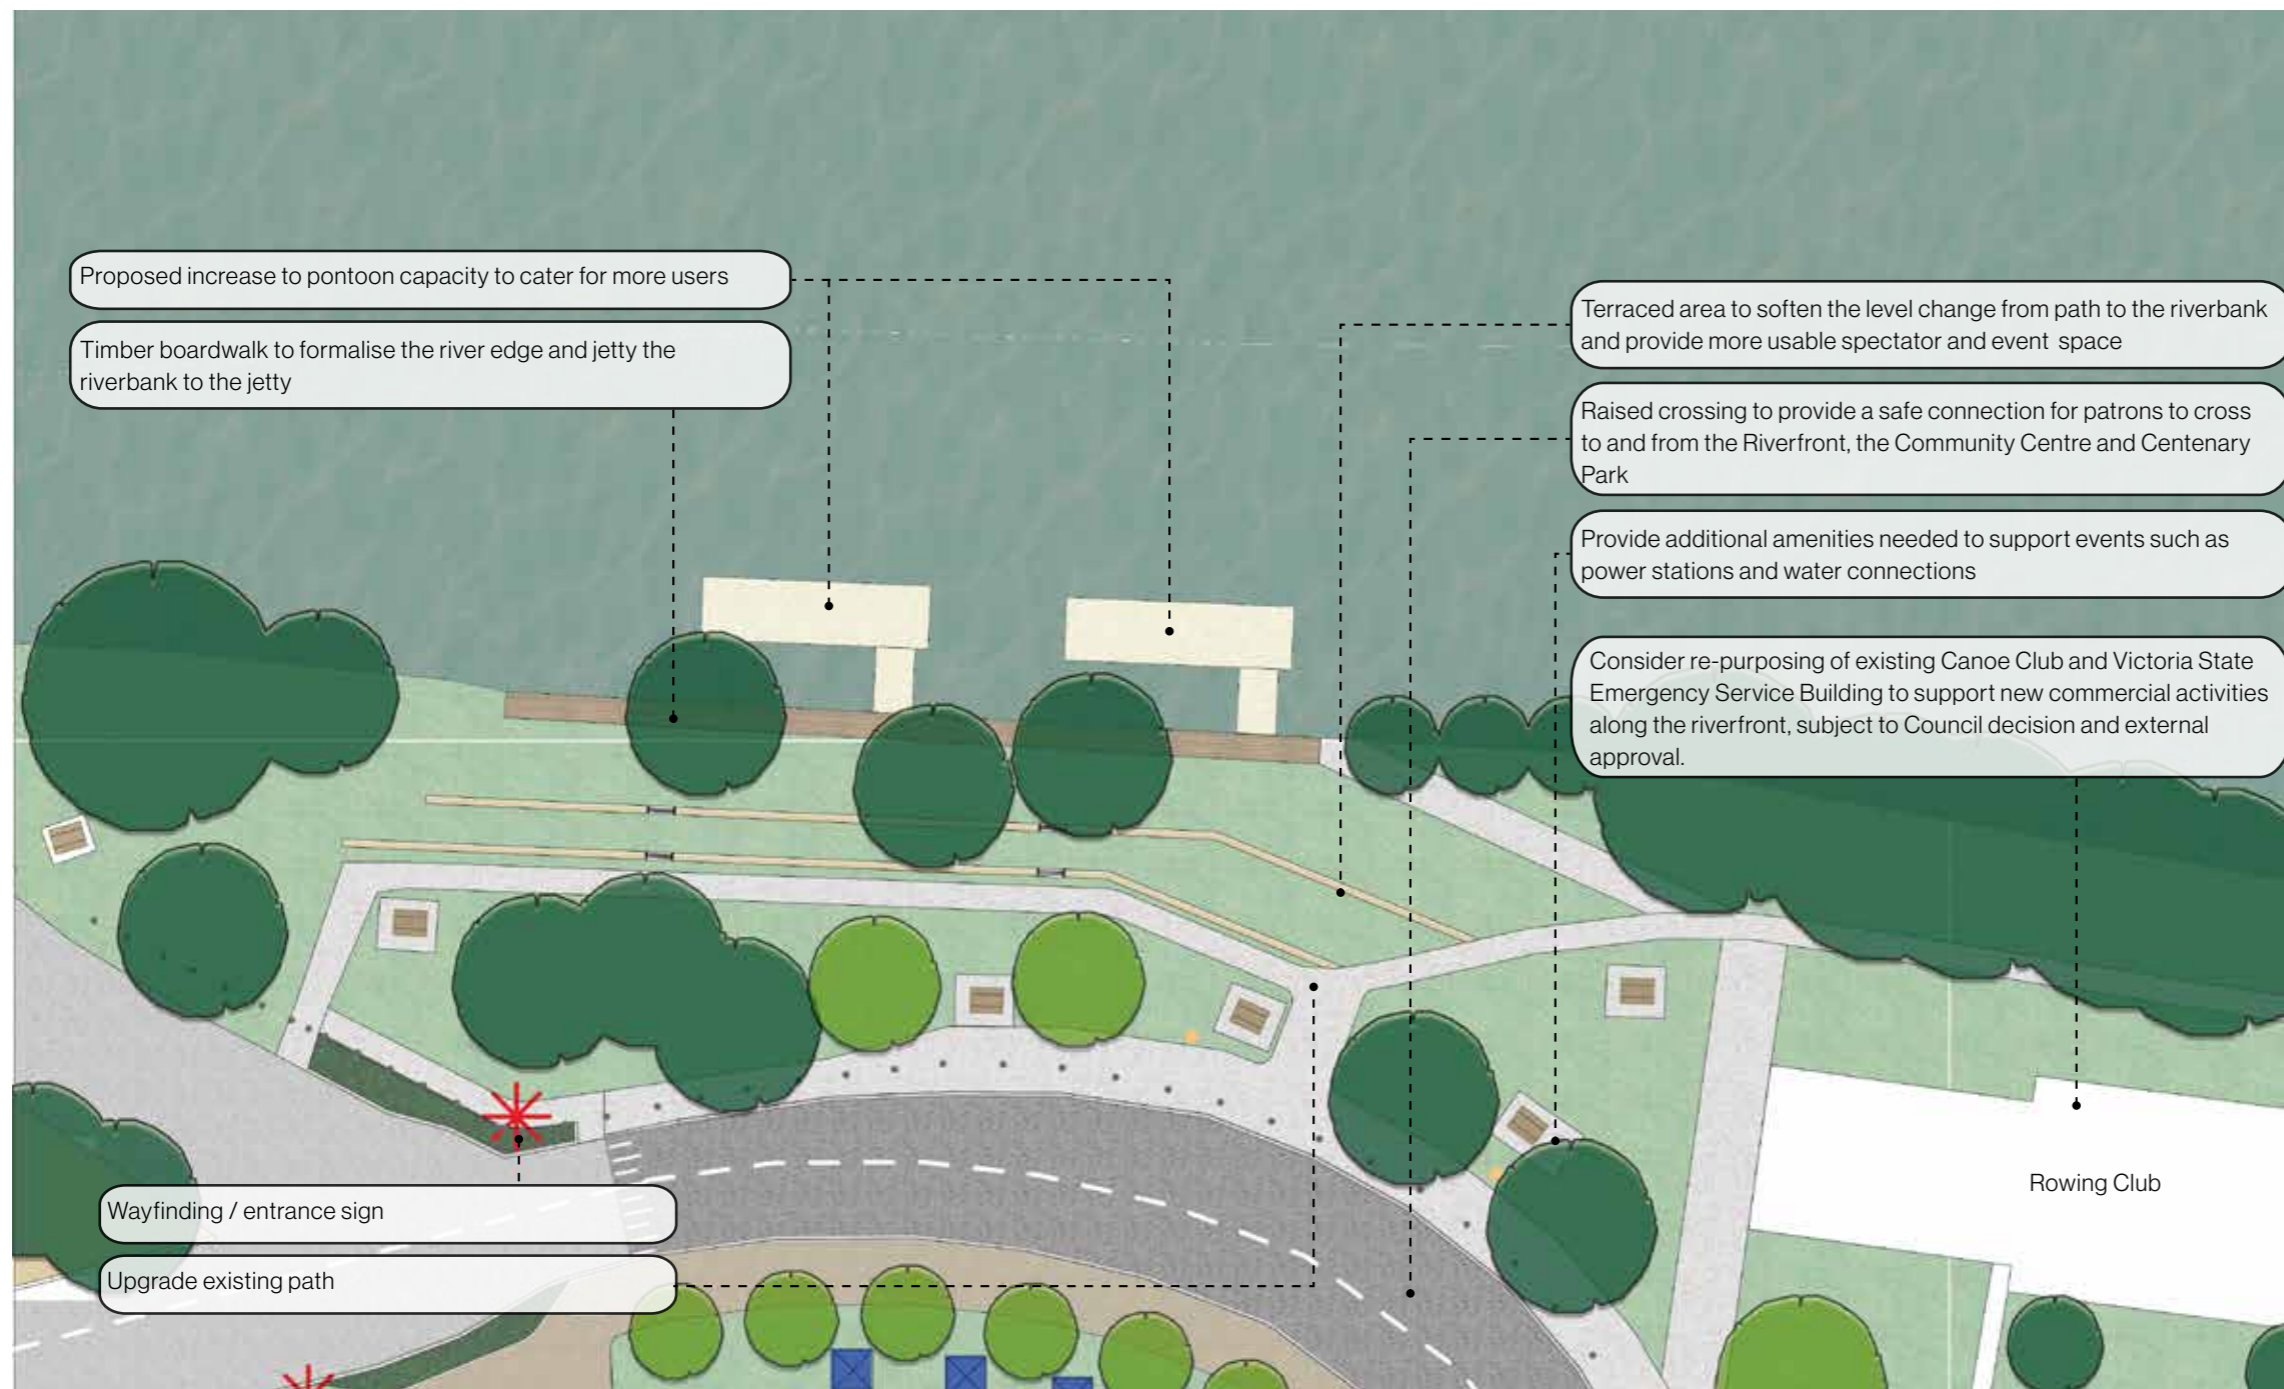 Proposed increase to pontoon capacity to cater for more users
Timber boardwalk to formalise the river edge and jetty the
riverbank to the jetty
Terraced area to soften the level change from path to the riverbank
and provide more usable spectator and event space
Raised crossing to provide a safe connection for patrons to cross
to and from the Riverfront, the Community Centre and Centenary
Park
Provide additional amenities needed to support events such as
power stations and water connections
Consider re-purposing of existing Canoe Club and Victoria State
Emergency Service Building to support new commercial activities
along the riverfront, subject to Council decision and external
approval.
Rowing Club
Wayfinding / entrance sign
Upgrade existing path